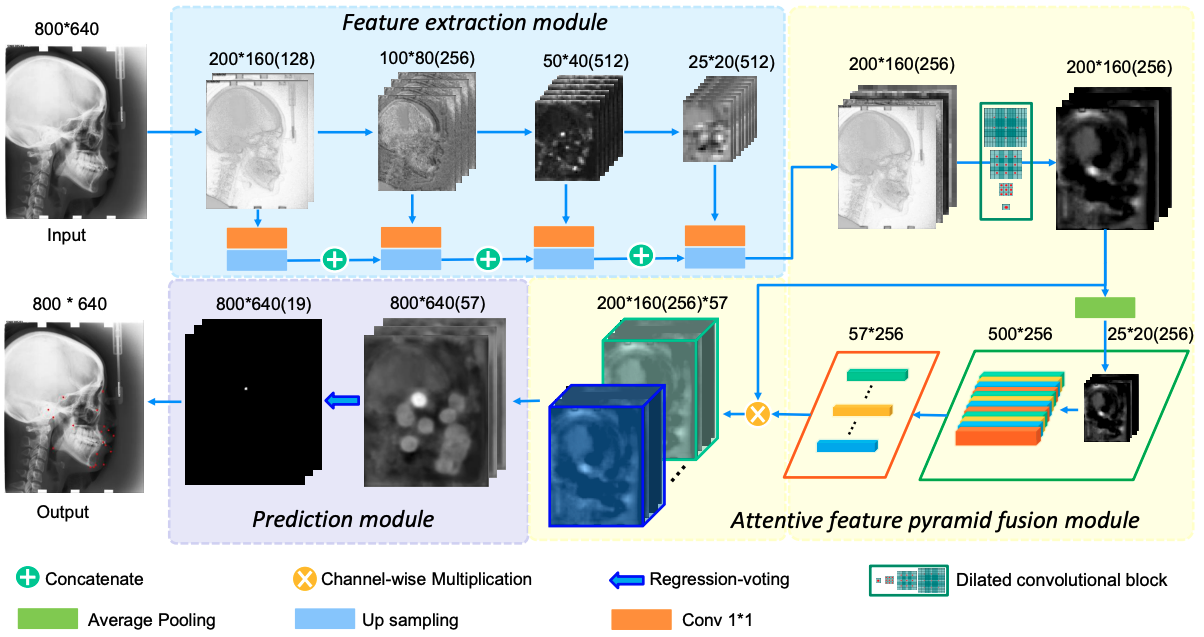 800*640
Input
Feature extraction module
200*160(128)
100*80(256)
50*40(512)
25*20(512)
200*160(256)
200*160(256)
800 * 640
Output
800*640(19)
800*640(57)
Prediction module
200*160(256)*57
57*256
500*256
25*20(256)
Attentive feature pyramid fusion module
Concatenate
Channel-wise Multiplication
Regression-voting
Dilated convolutional block
Average Pooling
Up sampling
Conv 1*1